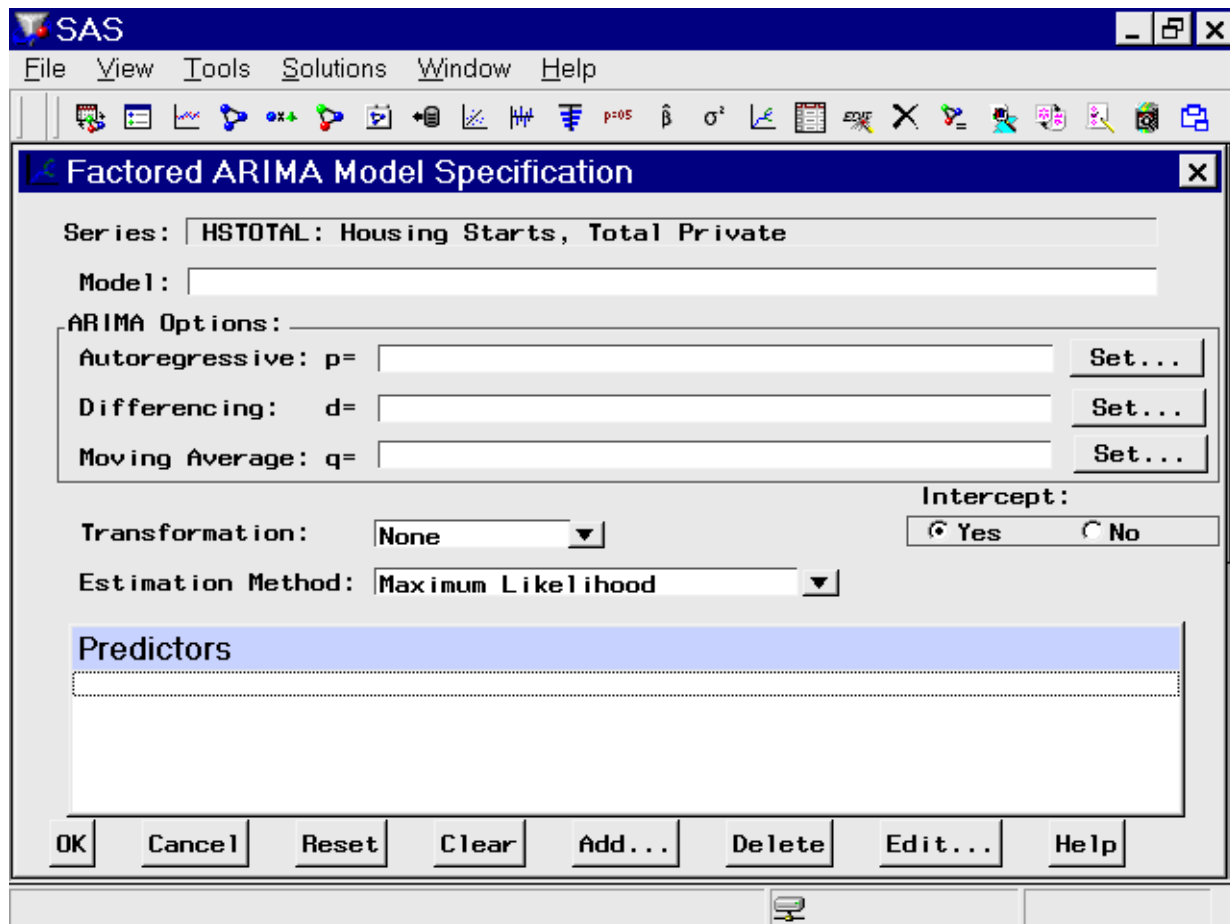 SAS
File View Tools Solutions Window Help
p=05 β̂ σ²
Factored ARIMA Model Specification
Series: HSTOTAL: Housing Starts, Total Private
Model:
ARIMA Options:
Autoregressive: p= Set...
Differencing: d= Set...
Moving Average: q= Set...
Intercept:
Transformation: None Yes No
Estimation Method: Maximum Likelihood
Predictors
OK Cancel Reset Clear Add... Delete Edit... Help